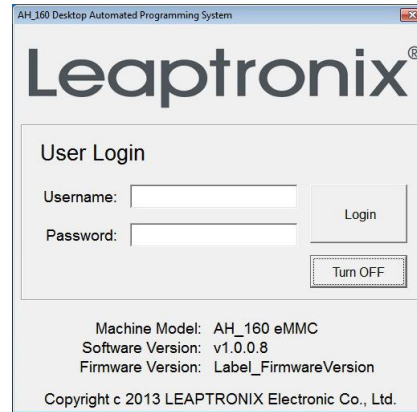 AH_160 Desktop Automated Programming System
Leaptronix®
User Login
Username:
Login
Password:
Turn OFF
Machine Model: AH_160 eMMC
Software Version: v1.0.0.8
Firmware Version: Label_FirmwareVersion
Copyright c 2013 LEAPTRONIX Electronic Co., Ltd.